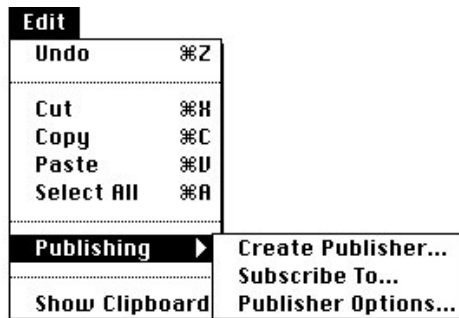 Edit
Undo ⌘Z
Cut ⌘X
Copy ⌘C
Paste ⌘V
Select All ⌘A
Publishing Create Publisher...
Subscribe To...
Show Clipboard Publisher Options...